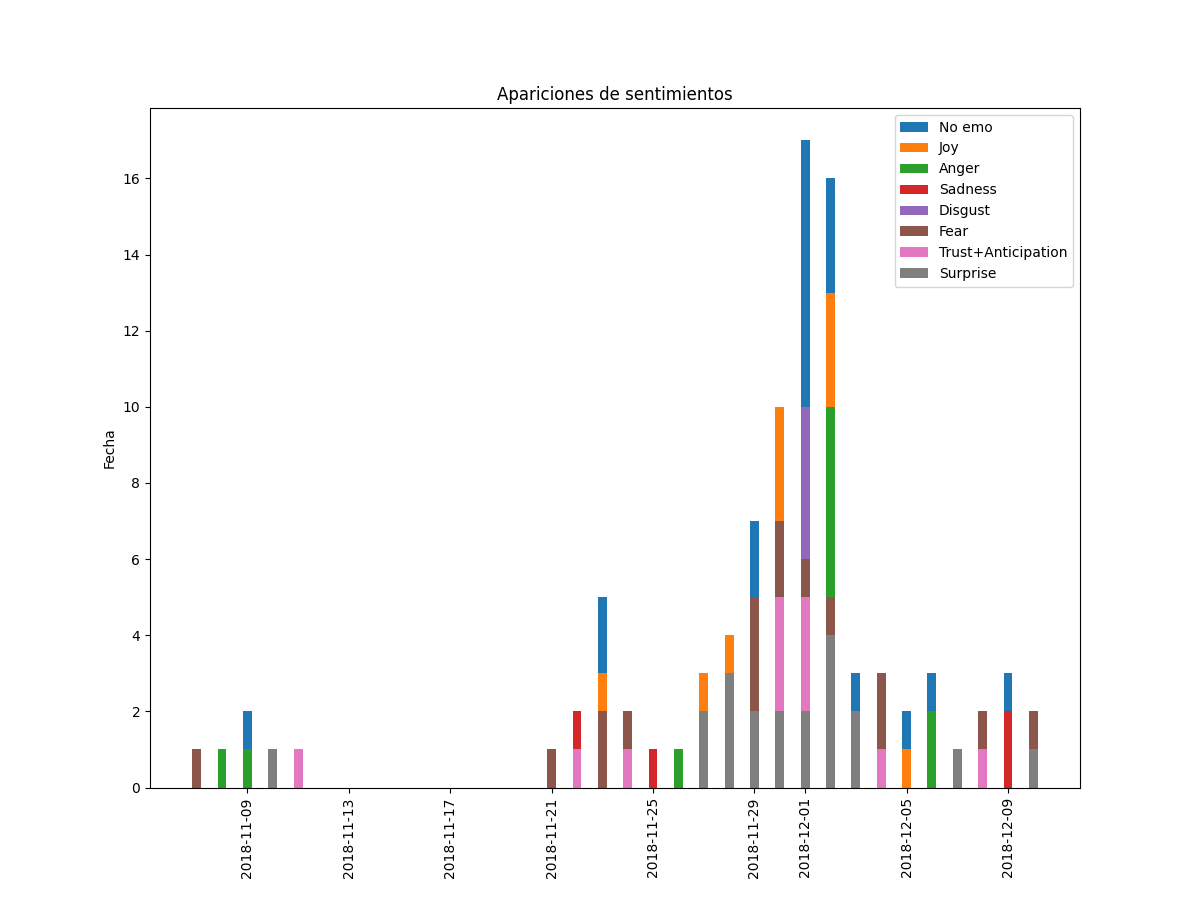 Apariciones de sentimientos
No emo
Joy
Anger
Sadness
Disgust
Fear
Trust+Anticipation
Surprise
Fecha
16
14
12
10
8
6
4
2
0
2018-11-09
2018-11-13
2018-11-17
2018-11-21
2018-11-25
2018-11-29
2018-12-01
2018-12-05
2018-12-09